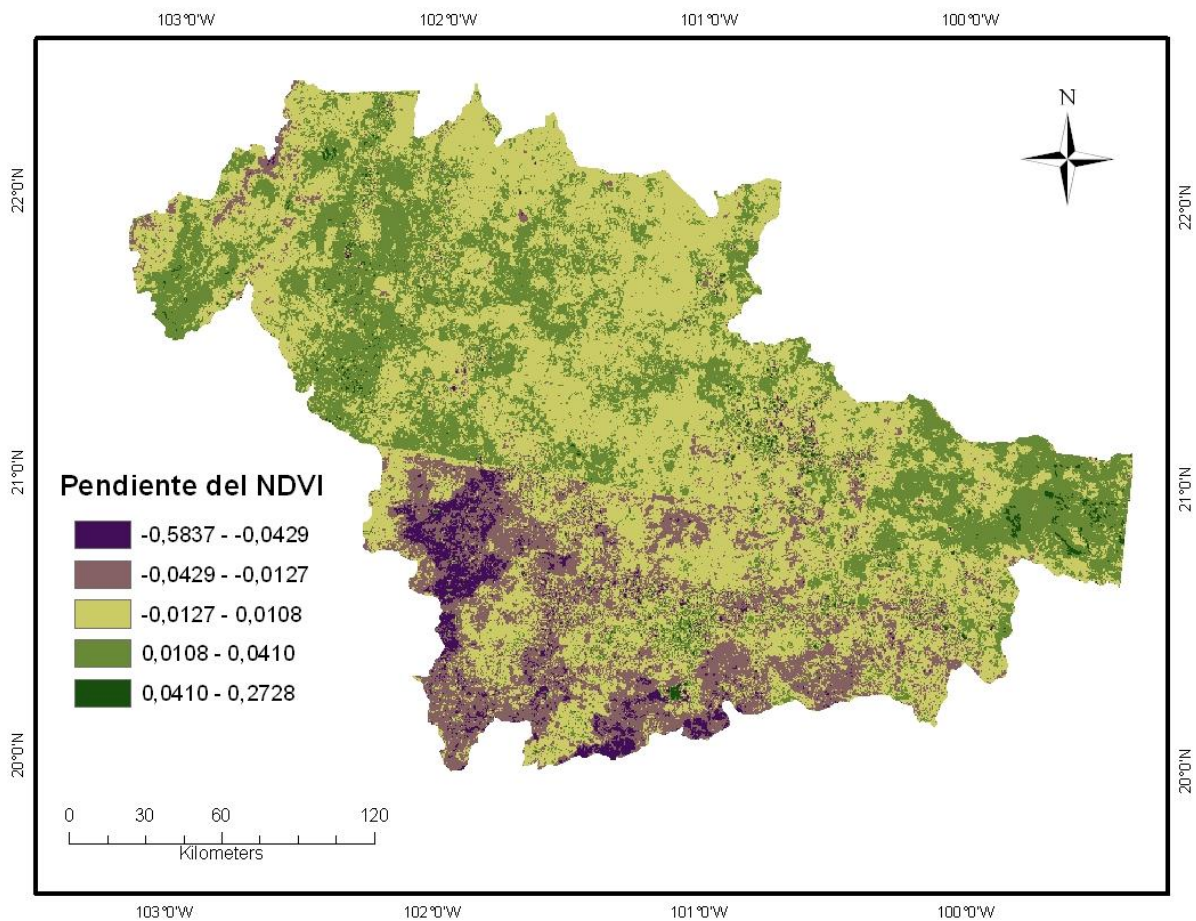 103°0'W 102°0'W 101°0'W 100°0'W
N
22°0'N 22°0'N
21°0'N 21°0'N
Pendiente del NDVI
-0,5837 - -0,0429
-0,0429 - -0,0127
-0,0127 - 0,0108
0,0108 - 0,0410
0,0410 - 0,2728
20°0'N 20°0'N
0 30 60 120
Kilometers
103°0'W 102°0'W 101°0'W 100°0'W